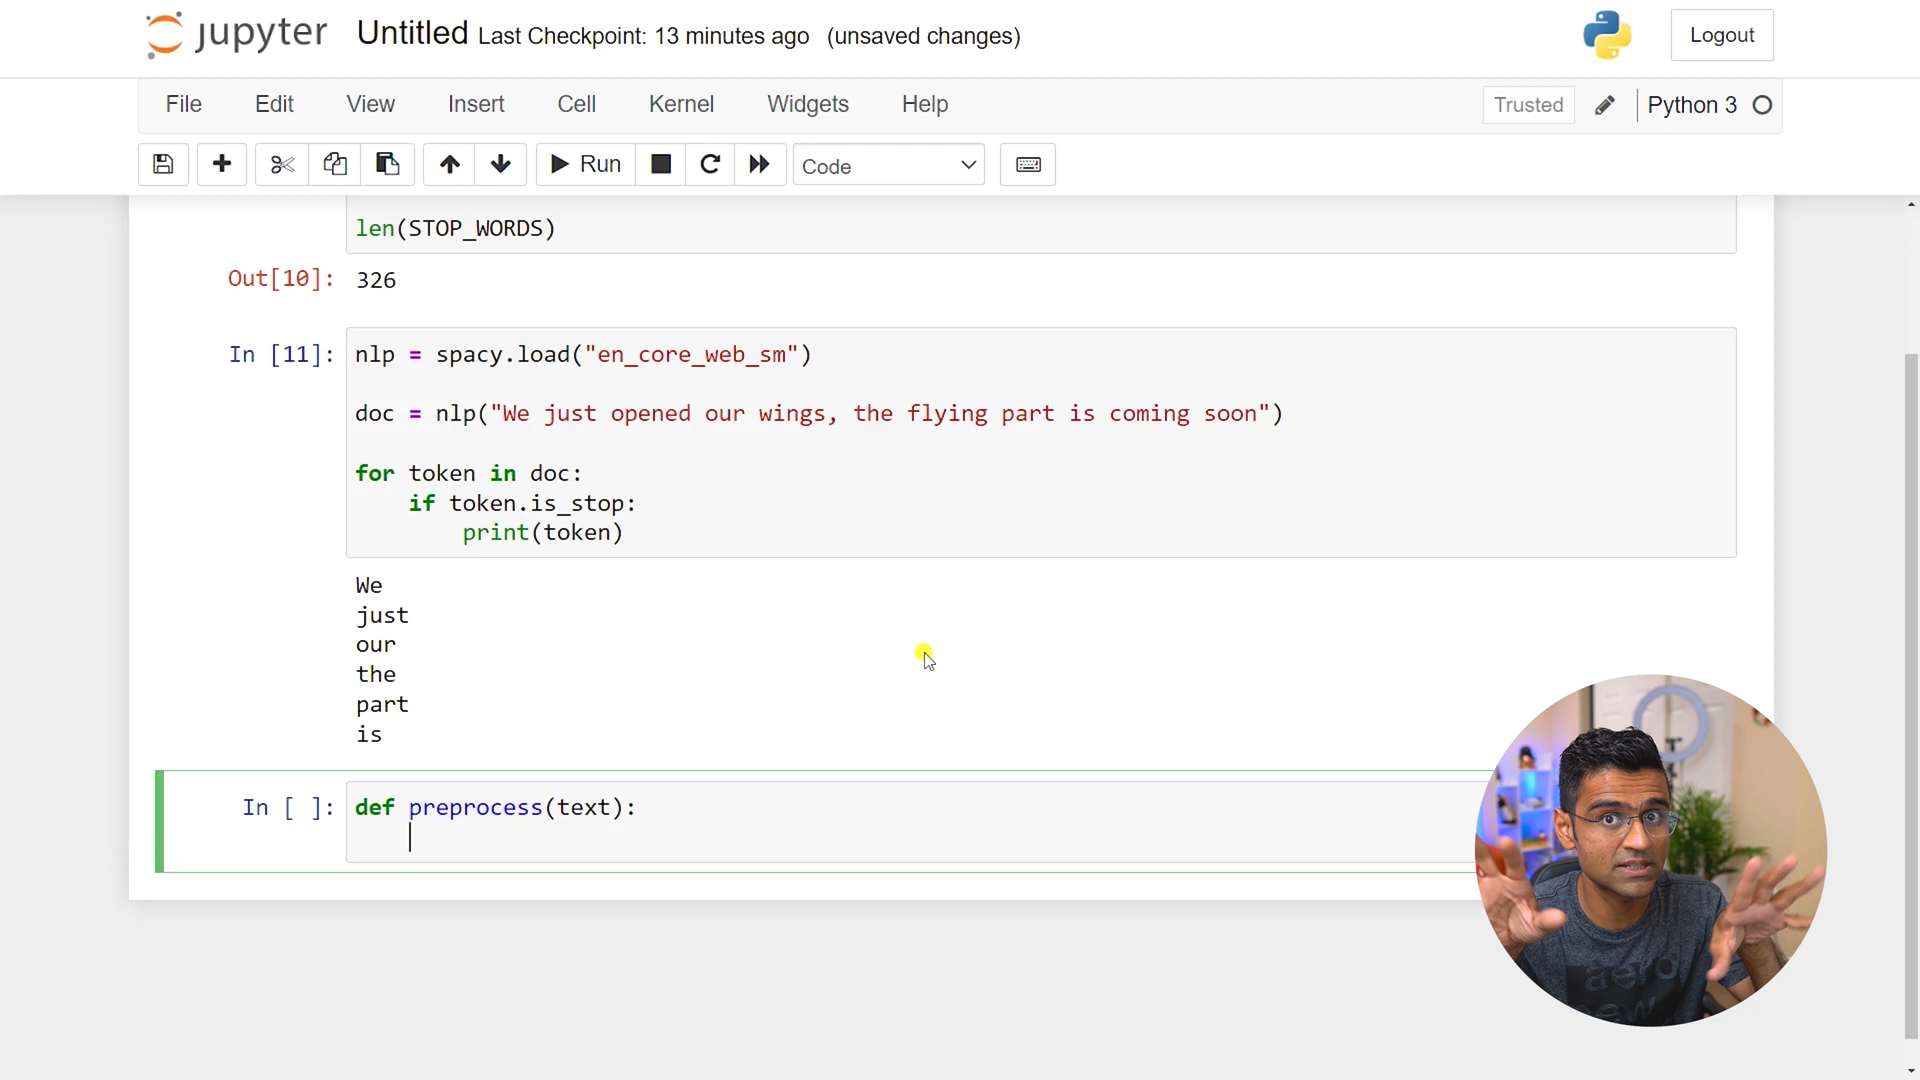 jupyter Untitled Last Checkpoint: 13 minutes ago (unsaved changes) Logout
File Edit View Insert Cell Kernel Widgets Help Trusted Python 3
Run Code
len(STOP_WORDS)
Out[10]: 326
In [11]: nlp = spacy.load("en_core_web_sm")
doc = nlp("We just opened our wings, the flying part is coming soon")
for token in doc:
if token.is_stop:
print(token)
We
just
our
the
part
is
In [ ]: def preprocess(text):
aero